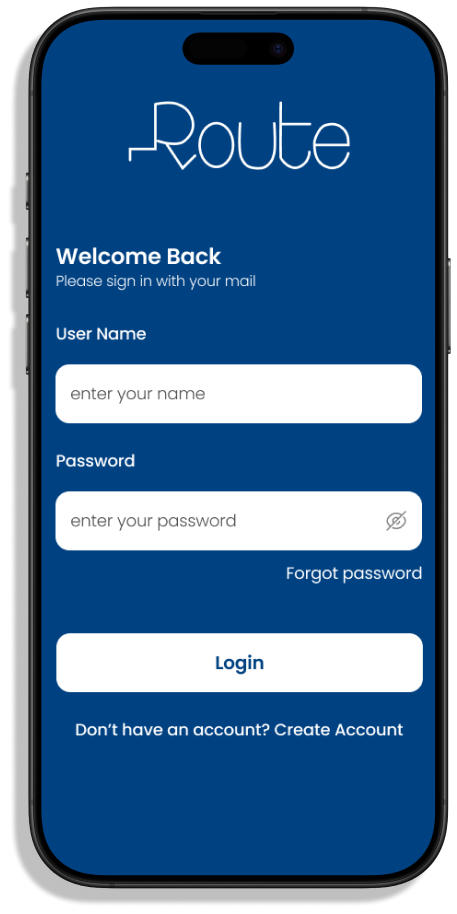 Route
Welcome Back
Please sign in with your mail
User Name
enter your name
Password
enter your password
Forgot password
Login
Don’t have an account? Create Account